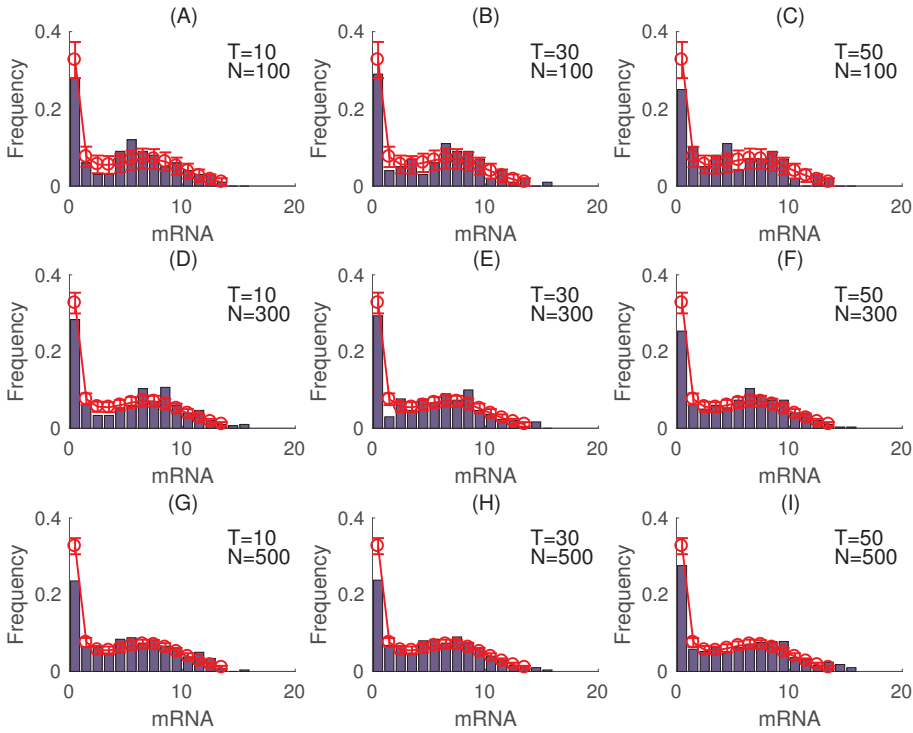 (A)
0.4
T=10
N=100
0.2
Frequency
0
0 10 20
mRNA
(B)
0.4
T=30
N=100
0.2
Frequency
0
0 10 20
mRNA
(C)
0.4
T=50
N=100
0.2
Frequency
0
0 10 20
mRNA
(D)
0.4
T=10
N=300
0.2
Frequency
0
0 10 20
mRNA
(E)
0.4
T=30
N=300
0.2
Frequency
0
0 10 20
mRNA
(F)
0.4
T=50
N=300
0.2
Frequency
0
0 10 20
mRNA
(G)
0.4
T=10
N=500
0.2
Frequency
0
0 10 20
mRNA
(H)
0.4
T=30
N=500
0.2
Frequency
0
0 10 20
mRNA
(I)
0.4
T=50
N=500
0.2
Frequency
0
0 10 20
mRNA